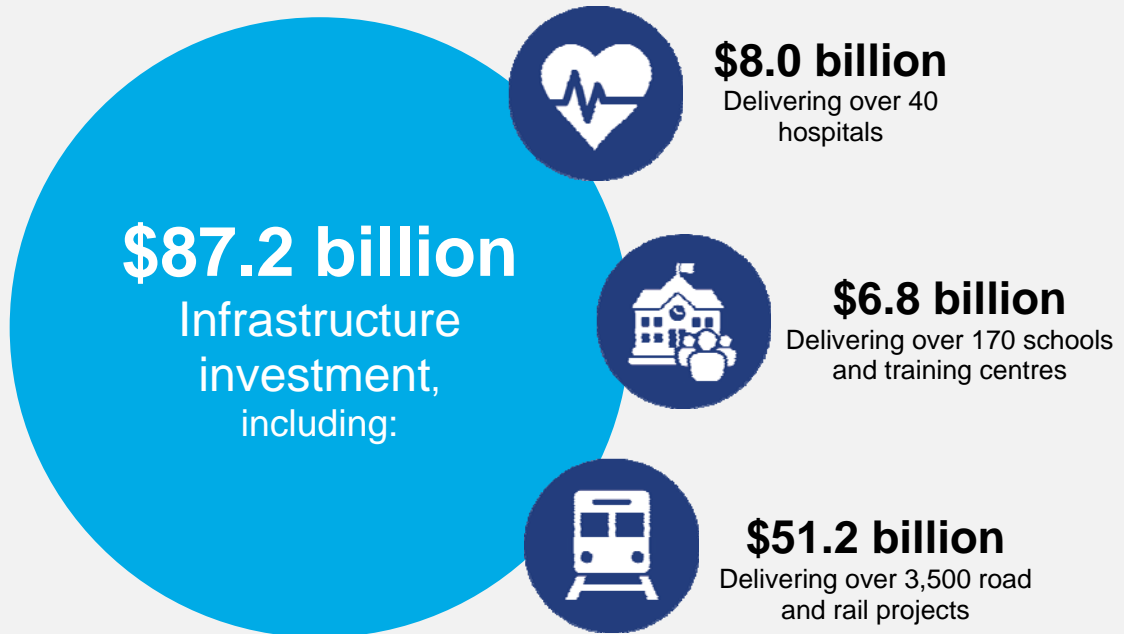 $87.2 billion
Infrastructure
investment,
including:
$8.0 billion
Delivering over 40
hospitals
$6.8 billion
Delivering over 170 schools
and training centres
$51.2 billion
Delivering over 3,500 road
and rail projects